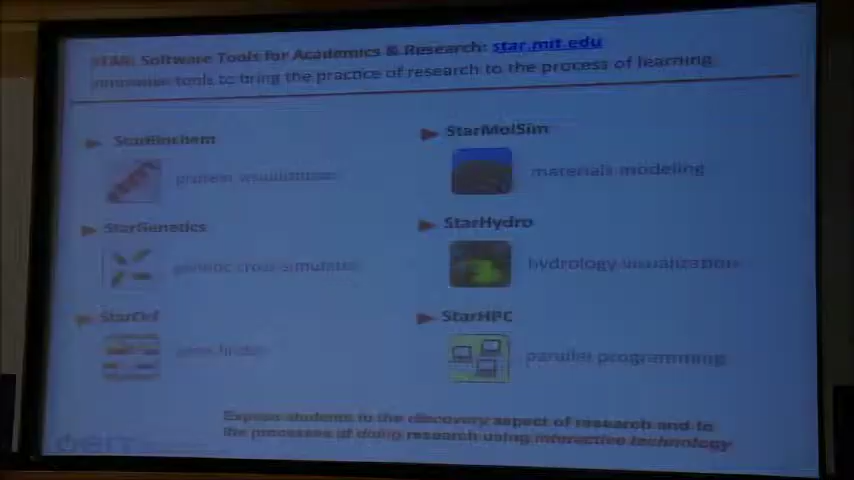 STAR: Software Tools for Academics & Research: star.mit.edu
Innovative tools to bring the practice of research to the process of learning
StarBiochem
protein visualization
StarGenetics
genetic cross simulator
StarOrf
gene finder
StarMolSim
materials modeling
StarHydro
hydrology visualization
StarHPC
parallel programming
Expose students to the discovery aspect of research and to
the processes of doing research using interactive technology
OEIT